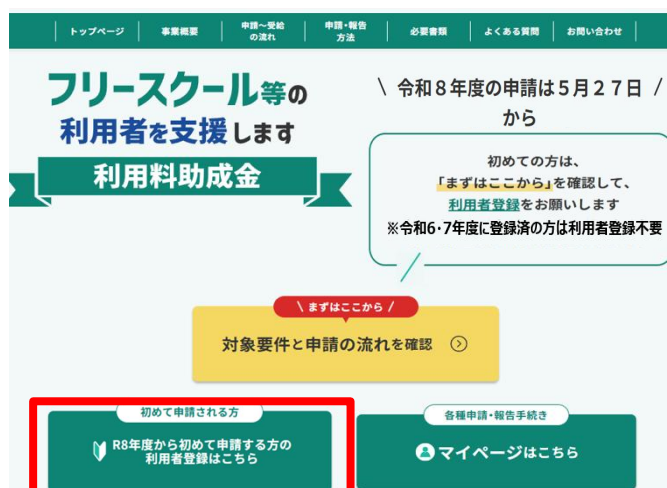 トップページ
事業概要
申請～受給
の流れ
申請・報告
方法
必要書類
よくある質問
お問い合わせ
フリースクール等の
利用者を支援します
利用料助成金
\ 令和8年度の申請は5月27日 /
から
初めての方は、
「まずはここから」を確認して、
利用者登録をお願いします
※令和6・7年度に登録済の方は利用者登録不要
\ まずはここから /
対象要件と申請の流れを確認
初めて申請される方
R8年度から初めて申請する方の
利用者登録はこちら
各種申請・報告手続き
マイページはこちら